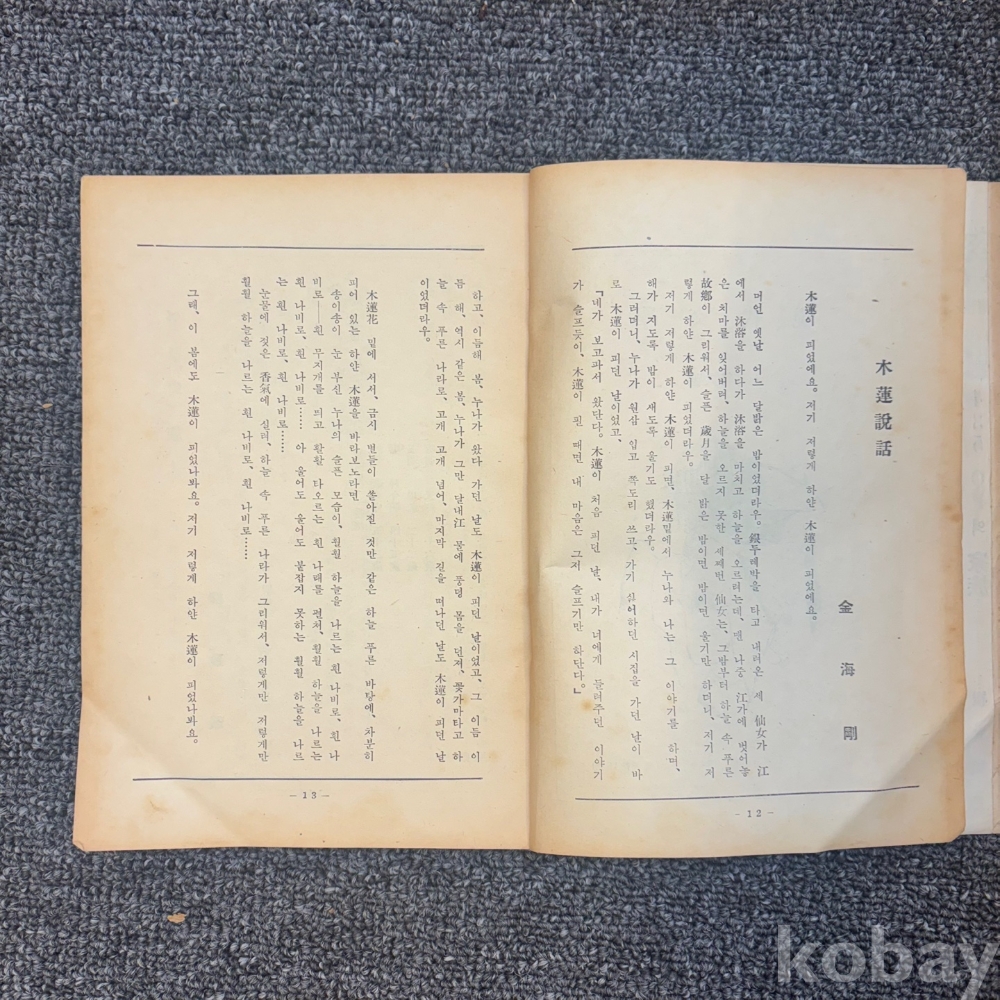 木蓮說話
金海剛
木蓮이 피었에요。저기 저렇게 하얀 木蓮이 피었에요。
머언 옛날 어느 달밝은 밤이었더라우。銀두레박을 타고 내려온 세 仙女가 江
에서 沐浴을 하다가 沐浴을 마치고 하늘을 오르려는데、맨 나중 江가에 벗어놓
은 치마를 잊어버려、하늘을 오르지 못한 세째번 仙女는、그밤부터 하늘 속 푸른
故鄕이 그리워서、슬픈 歲月을 달 밝은 밤이면 밤이면 울기만 하더니、저기 저
렇게 하얀 木蓮이 피었더라우。
저기 저렇게 하얀 木蓮이 피면、木蓮밑에서 누나와 나는 그 이야기를 하며、
해가 지도록 밤이 새도록 울기도 했더라우。
그러더니、누나가 원삼 입고 쪽도리 쓰고、가기 싫어하던 시집을 가던 날이 바
로 木蓮이 피던 날이었고、
『네가 보고파서 왔단다。木蓮이 처음 피던 날、내가 너에게 들려주던 이야기
가 슬프듯이、木蓮이 핀 때면 내 마음은 그저 슬프기만 하단다。』
- 12 -
하고、이듬해 봄、누나가 왔다 가던 날도 木蓮이 피던 날이었고、그 이듬 이
듬 해 역시 같은 봄、누나가 그만 달내江 물에 풍덩 몸을 던져、꽃가마타고 하
늘 속 푸른 나라로、고개 고개 넘어、마지막 길을 떠나던 날도 木蓮이 피던 날
이었더라우。
木蓮花 밑에 서서、금시 별들이 쏟아질 것만 같은 하늘 푸른 바탕에、차분히
피어 있는 하얀 木蓮을 바라보노라면
송이송이 눈 부신 누나의 슬픈 모습이、훨훨 하늘을 나르는 흰 나비로、흰 나
비로──흰 무지개를 띄고 활활 타오르는 흰 나래를 펴처、훨훨 하늘을 나르는
흰 나비로、흰 나비로…… 아 울어도 울어도 붙잡지 못하는 훨훨 하늘을 나르
는 흰 나비로、흰 나비로……
눈물에 젖은 香氣에 실려、하늘 속 푸른 나라가 그리워서、저렇게만 저렇게만
훨훨 하늘을 나르는 흰 나비로、흰 나비로……
그래、이 봄에도 木蓮이 피었나봐요。저기 저렇게 하얀 木蓮이 피었나봐요。
- 13 -
kobay